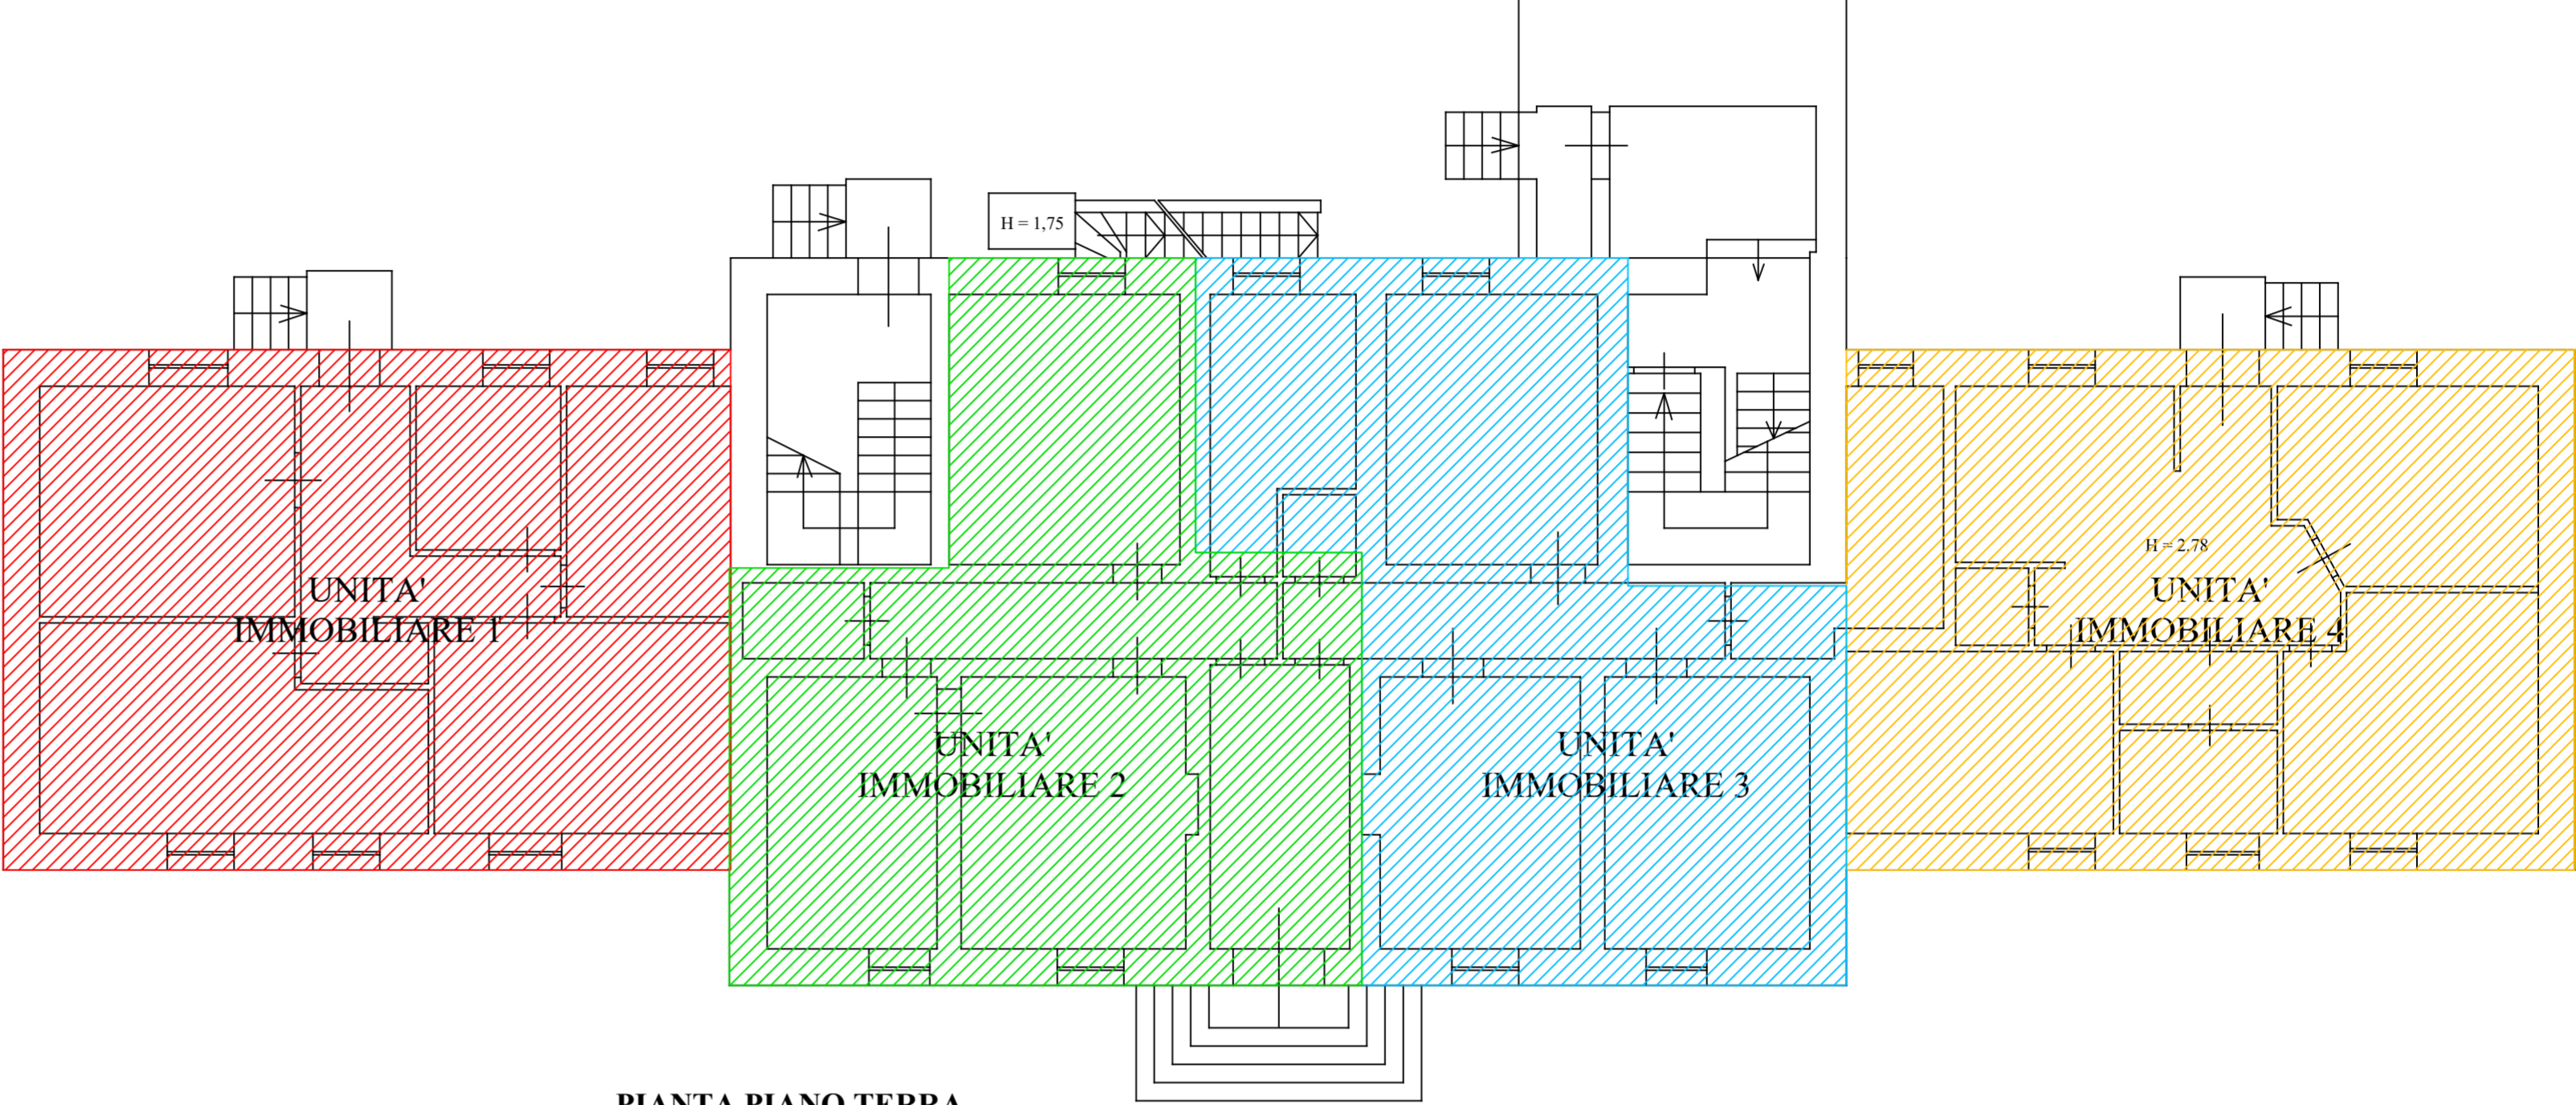 H = 1,75
H = 2.78
UNITA'
IMMOBILIARE 1
UNITA'
IMMOBILIARE 4
UNITA'
IMMOBILIARE 2
UNITA'
IMMOBILIARE 3
PIANTA PIANO TERRA